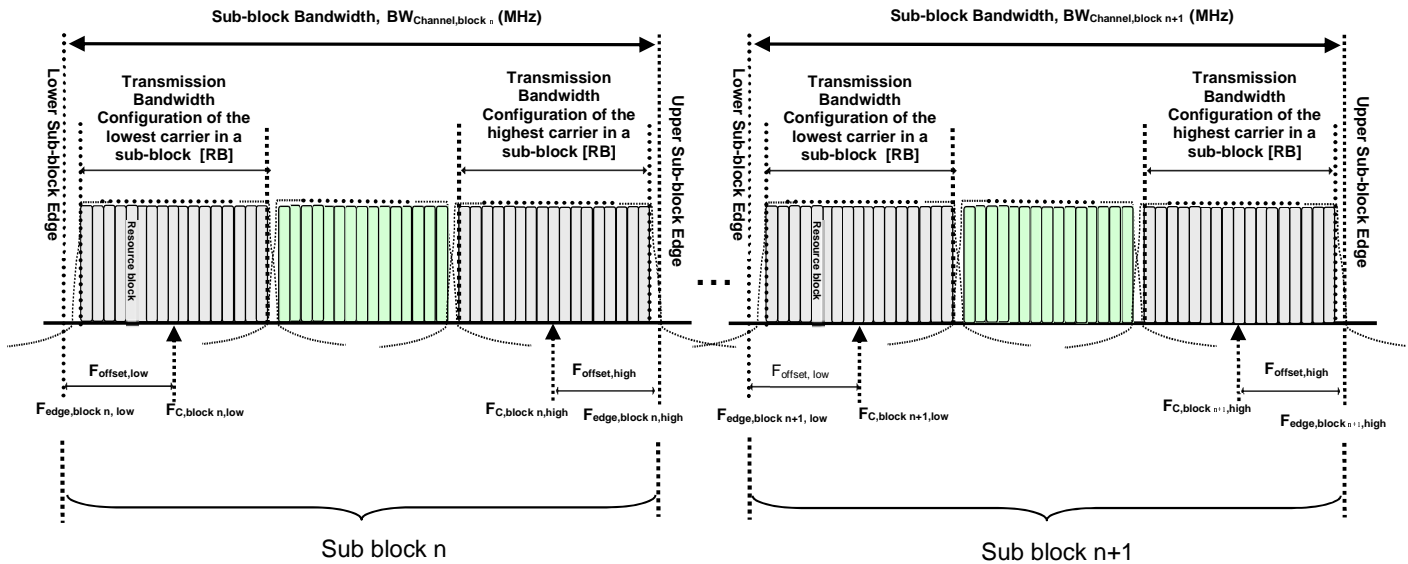 Sub-block Bandwidth, BWChannel,block n (MHz)
Sub-block Bandwidth, BWChannel,block n+1 (MHz)
Lower Sub-block Edge
Transmission
Bandwidth
Configuration of the
lowest carrier in a
sub-block [RB]
Transmission
Bandwidth
Configuration of the
highest carrier in a
sub-block [RB]
Upper Sub-block Edge
Lower Sub-block Edge
Transmission
Bandwidth
Configuration of the
lowest carrier in a
sub-block [RB]
Transmission
Bandwidth
Configuration of the
highest carrier in a
sub-block [RB]
Upper Sub-block Edge
Resource block
...
Resource block
Foffset,low
Foffset,high
Foffset, low
Foffset,high
Fedge,block n, low
FC,block n,low
FC,block n,high
Fedge,block n,high
Fedge,block n+1, low
FC,block n+1,low
FC,block n+1,high
Fedge,block n+1,high
Sub block n
Sub block n+1